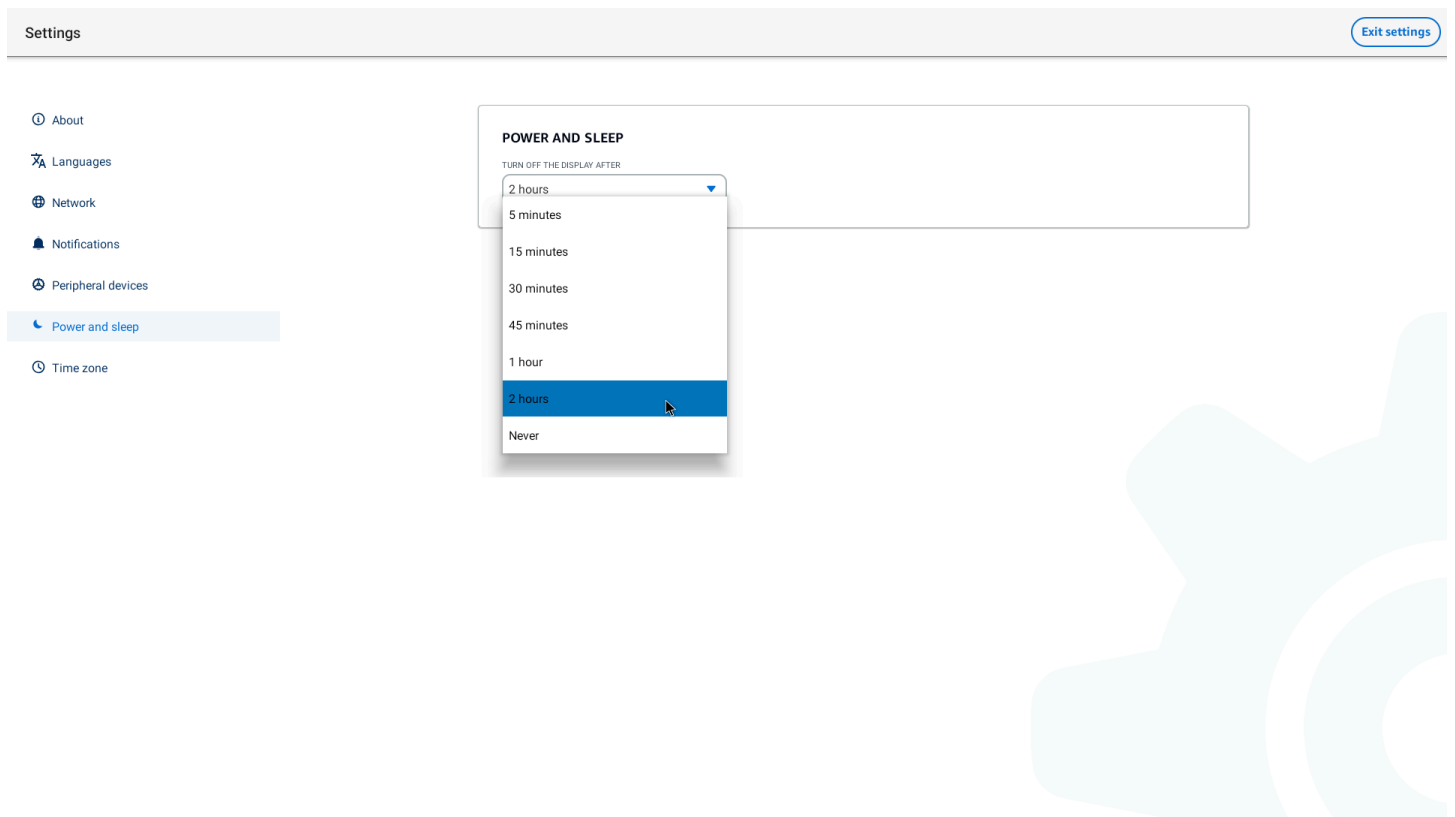 Settings
Exit settings
About
Languages
Network
Notifications
Peripheral devices
Power and sleep
Time zone
POWER AND SLEEP
TURN OFF THE DISPLAY AFTER
2 hours
5 minutes
15 minutes
30 minutes
45 minutes
1 hour
2 hours
Never